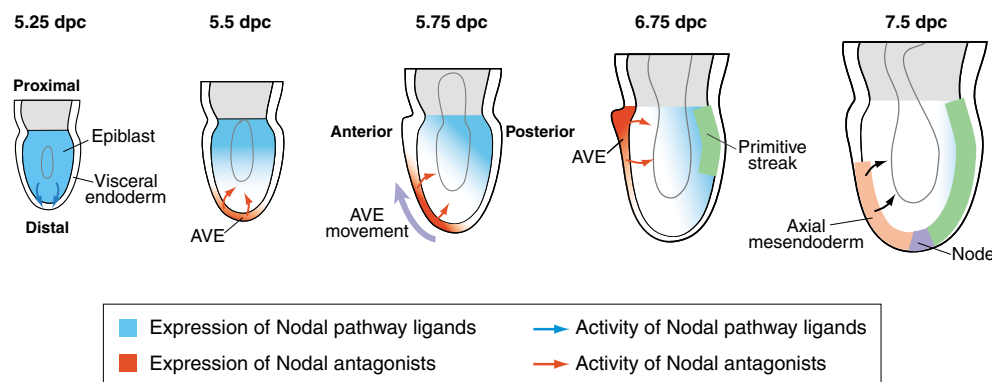 5.25 dpc
5.5 dpc
5.75 dpc
6.75 dpc
7.5 dpc
Proximal
Epiblast
Visceral
endoderm
Distal
AVE
Anterior
Posterior
AVE
movement
AVE
Primitive
streak
Axial
mesendoderm
Node
Expression of Nodal pathway ligands
Activity of Nodal pathway ligands
Expression of Nodal antagonists
Activity of Nodal antagonists